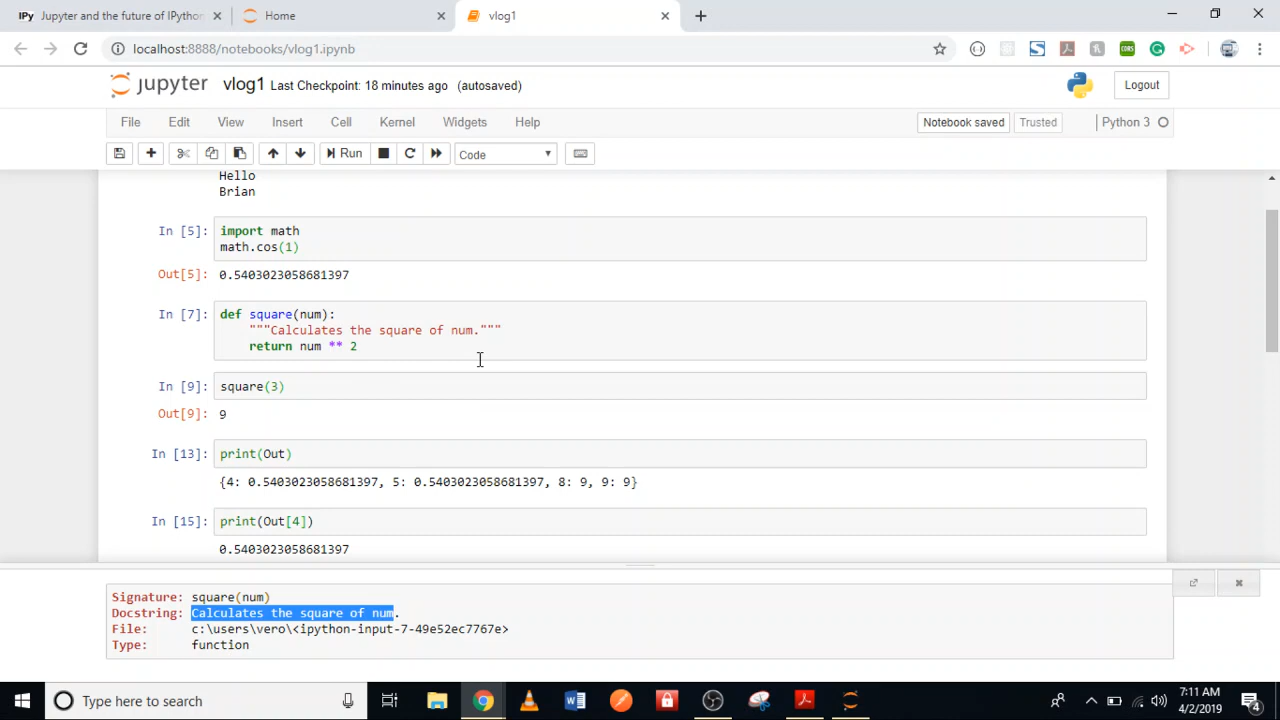 IPy Jupyter and the future of IPython
Home
vlog1
localhost:8888/notebooks/vlog1.ipynb
CORS
jupyter vlog1 Last Checkpoint: 18 minutes ago (autosaved)
Logout
File Edit View Insert Cell Kernel Widgets Help
Notebook saved Trusted Python 3
Run Code
Hello
Brian
In [5]: import math
math.cos(1)
Out[5]: 0.5403023058681397
In [7]: def square(num):
"""Calculates the square of num."""
return num ** 2
In [9]: square(3)
Out[9]: 9
In [13]: print(Out)
{4: 0.5403023058681397, 5: 0.5403023058681397, 8: 9, 9: 9}
In [15]: print(Out[4])
0.5403023058681397
Signature: square(num)
Docstring: Calculates the square of num.
File: c:\users\vero\<ipython-input-7-49e52ec7767e>
Type: function
Type here to search
7:11 AM
4/2/2019
4